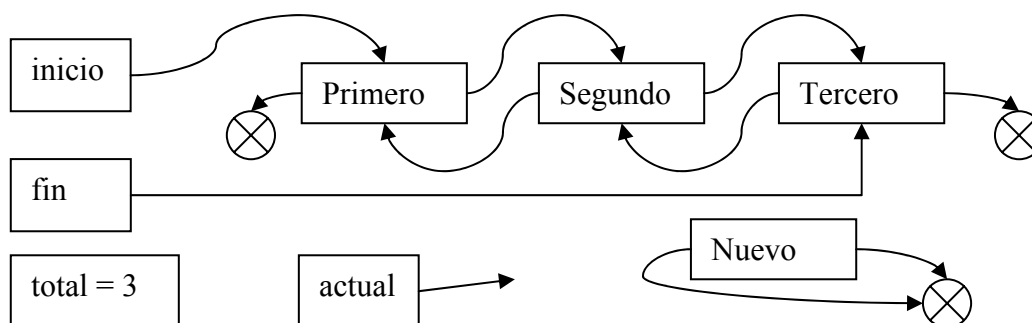 inicio
Primero
Segundo
Tercero
fin
Nuevo
total = 3
actual